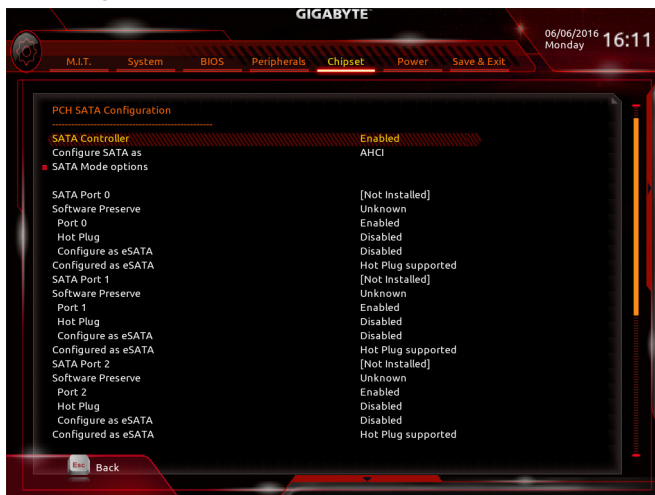 GIGABYTE™
06/06/2016 16:11
Monday
M.I.T. System BIOS Peripherals Chipset Power Save & Exit
PCH SATA Configuration
SATA Controller Enabled
Configure SATA as AHCI
SATA Mode options
SATA Port 0 [Not Installed]
Software Preserve Unknown
Port 0 Enabled
Hot Plug Disabled
Configure as eSATA Disabled
Configured as eSATA Hot Plug supported
SATA Port 1 [Not Installed]
Software Preserve Unknown
Port 1 Enabled
Hot Plug Disabled
Configure as eSATA Disabled
Configured as eSATA Hot Plug supported
SATA Port 2 [Not Installed]
Software Preserve Unknown
Port 2 Enabled
Hot Plug Disabled
Configure as eSATA Disabled
Configured as eSATA Hot Plug supported
Esc Back